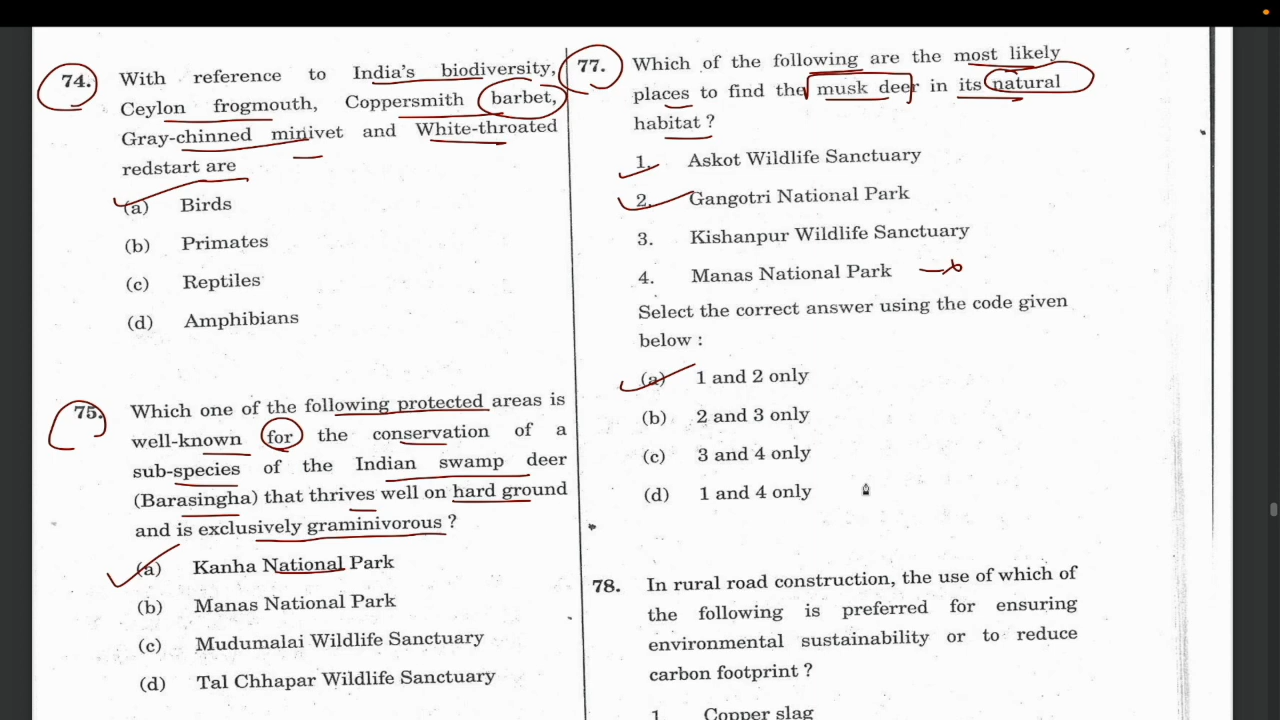 74. With reference to India's biodiversity,
Ceylon frogmouth, Coppersmith barbet,
Gray-chinned minivet and White-throated
redstart are
(a) Birds
(b) Primates
(c) Reptiles
(d) Amphibians
75. Which one of the following protected areas is
well-known for the conservation of a
sub-species of the Indian swamp deer
(Barasingha) that thrives well on hard ground
and is exclusively graminivorous ?
(a) Kanha National Park
(b) Manas National Park
(c) Mudumalai Wildlife Sanctuary
(d) Tal Chhapar Wildlife Sanctuary
77. Which of the following are the most likely
places to find the musk deer in its natural
habitat ?
1. Askot Wildlife Sanctuary
2. Gangotri National Park
3. Kishanpur Wildlife Sanctuary
4. Manas National Park
Select the correct answer using the code given
below :
(a) 1 and 2 only
(b) 2 and 3 only
(c) 3 and 4 only
(d) 1 and 4 only
78. In rural road construction, the use of which of
the following is preferred for ensuring
environmental sustainability or to reduce
carbon footprint ?
1. Copper slag